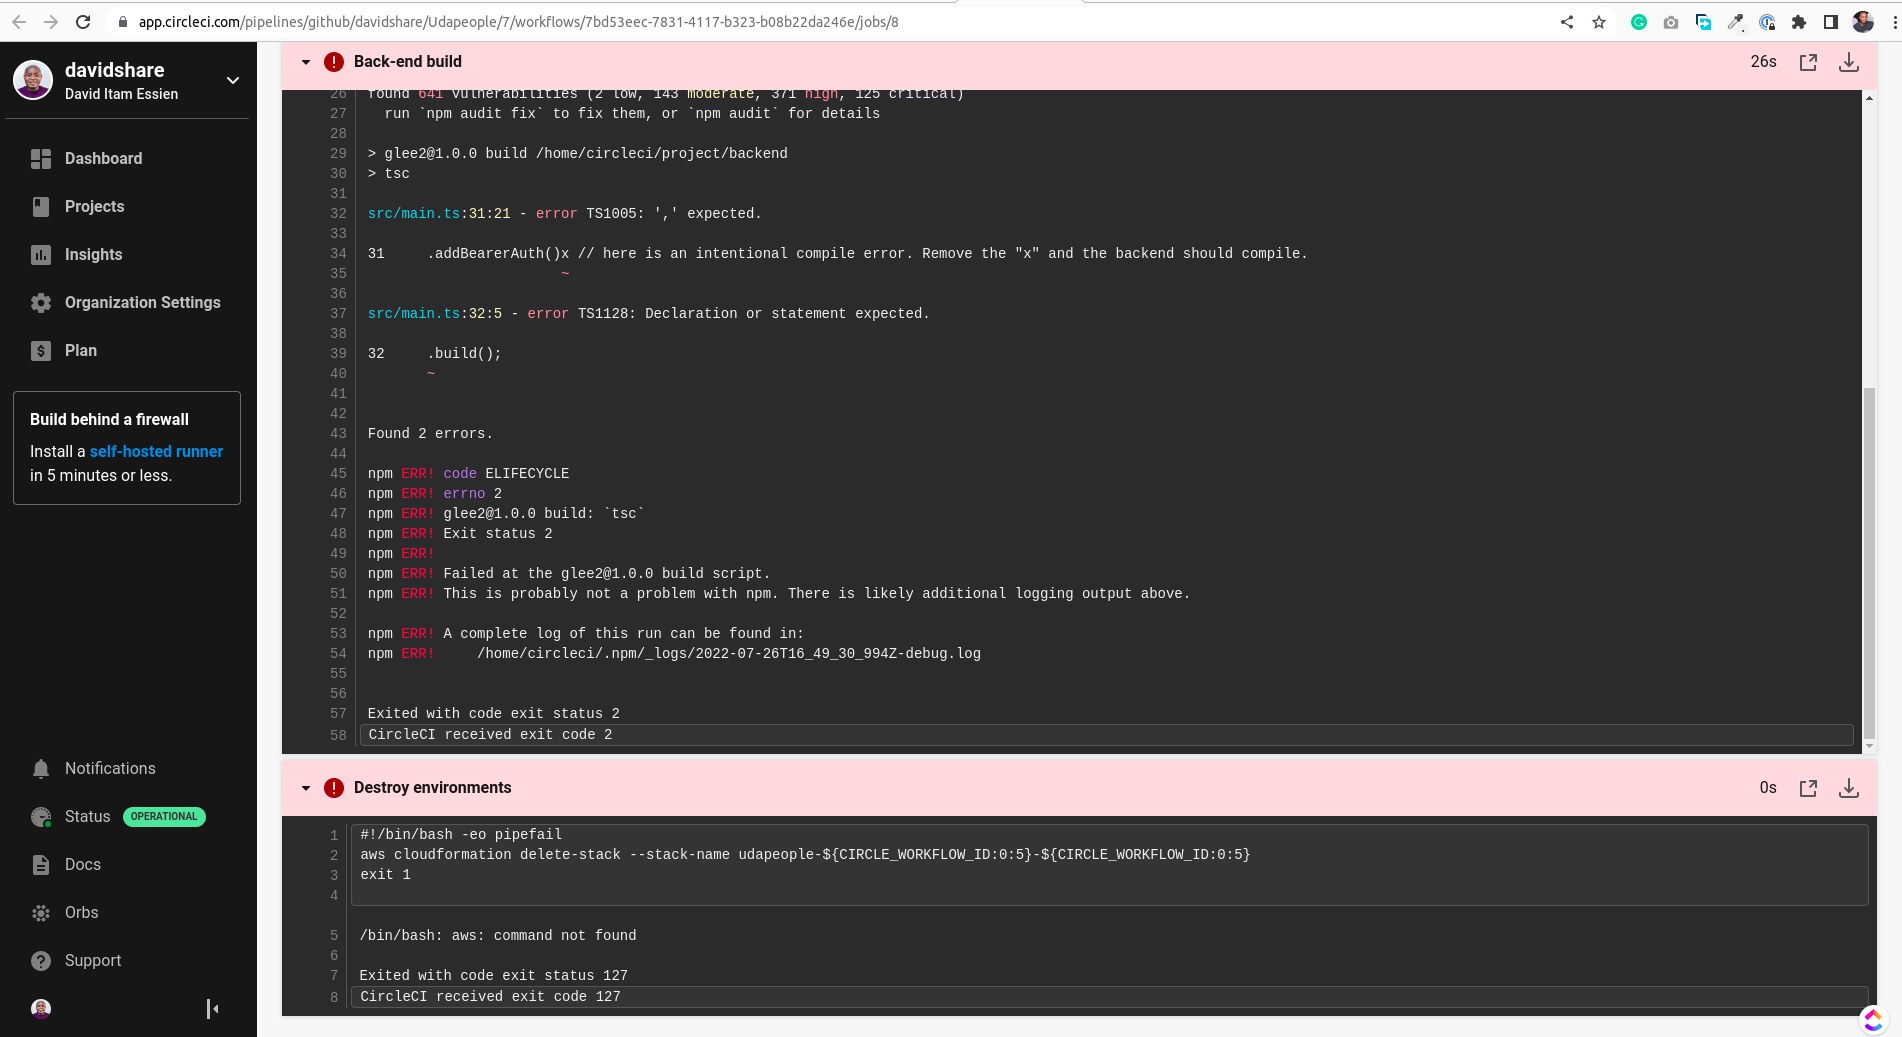 app.circleci.com/pipelines/github/davidshare/Udapeople/7/workflows/7bd53eec-7831-4117-b323-b08b22da246e/jobs/8
davidshare
David Itam Essien
Dashboard
Projects
Insights
Organization Settings
Plan
Build behind a firewall
Install a self-hosted runner
in 5 minutes or less.
Notifications
Status OPERATIONAL
Docs
Orbs
Support
Back-end build 26s
26 found 641 vulnerabilities (2 low, 143 moderate, 371 high, 125 critical)
27 run `npm audit fix` to fix them, or `npm audit` for details
28
29 > glee2@1.0.0 build /home/circleci/project/backend
30 > tsc
31
32 src/main.ts:31:21 - error TS1005: ',' expected.
33
34 31     .addBearerAuth()x // here is an intentional compile error. Remove the "x" and the backend should compile.
35 ~
36
37 src/main.ts:32:5 - error TS1128: Declaration or statement expected.
38
39 32     .build();
40 ~
41
42
43 Found 2 errors.
44
45 npm ERR! code ELIFECYCLE
46 npm ERR! errno 2
47 npm ERR! glee2@1.0.0 build: `tsc`
48 npm ERR! Exit status 2
49 npm ERR!
50 npm ERR! Failed at the glee2@1.0.0 build script.
51 npm ERR! This is probably not a problem with npm. There is likely additional logging output above.
52
53 npm ERR! A complete log of this run can be found in:
54 npm ERR!     /home/circleci/.npm/_logs/2022-07-26T16_49_30_994Z-debug.log
55
56
57 Exited with code exit status 2
58 CircleCI received exit code 2
Destroy environments 0s
1 #!/bin/bash -eo pipefail
2 aws cloudformation delete-stack --stack-name udapeople-${CIRCLE_WORKFLOW_ID:0:5}-${CIRCLE_WORKFLOW_ID:0:5}
3 exit 1
4
5 /bin/bash: aws: command not found
6
7 Exited with code exit status 127
8 CircleCI received exit code 127